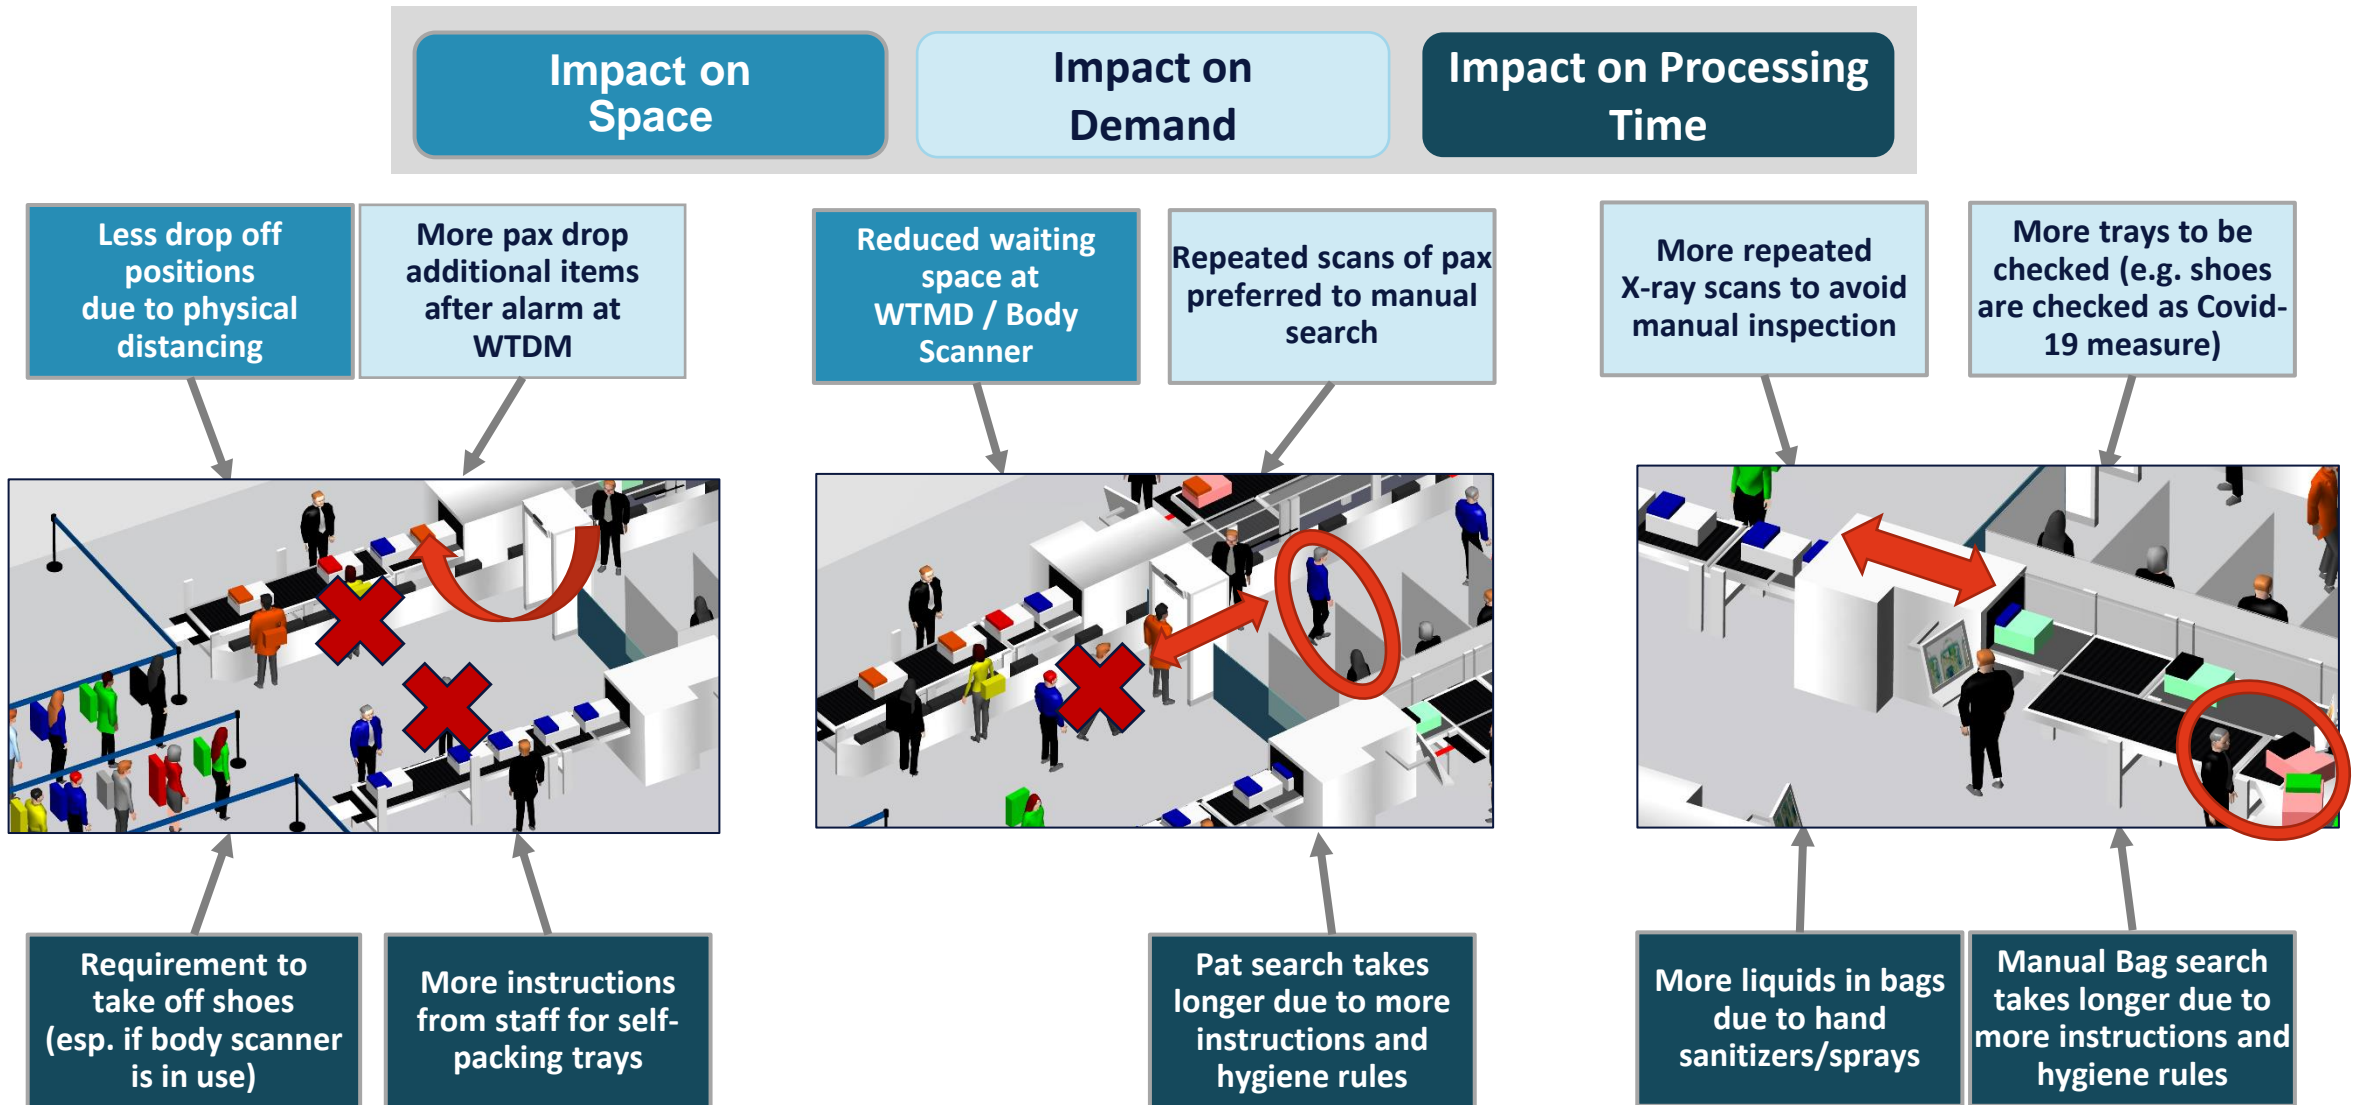 Impact on
Space
Impact on
Demand
Impact on Processing
Time
Less drop off
positions
due to physical
distancing
More pax drop
additional items
after alarm at
WTDM
Reduced waiting
space at
WTMD / Body
Scanner
Repeated scans of pax
preferred to manual
search
More repeated
X-ray scans to avoid
manual inspection
More trays to be
checked (e.g. shoes
are checked as Covid-
19 measure)
Requirement to
take off shoes
(esp. if body scanner
is in use)
More instructions
from staff for self-
packing trays
Pat search takes
longer due to more
instructions and
hygiene rules
More liquids in bags
due to hand
sanitizers/sprays
Manual Bag search
takes longer due to
more instructions and
hygiene rules